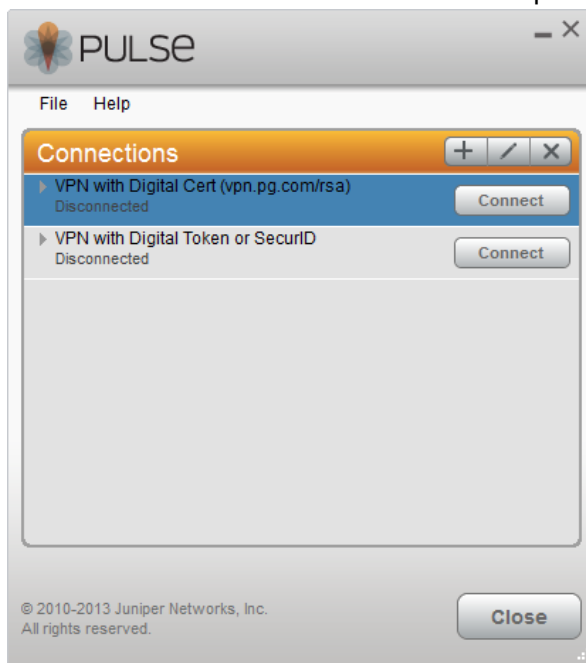 PULSE
File Help
Connections
VPN with Digital Cert (vpn.pg.com/rsa)
Disconnected
Connect
VPN with Digital Token or SecurID
Disconnected
Connect
© 2010-2013 Juniper Networks, Inc.
All rights reserved.
Close